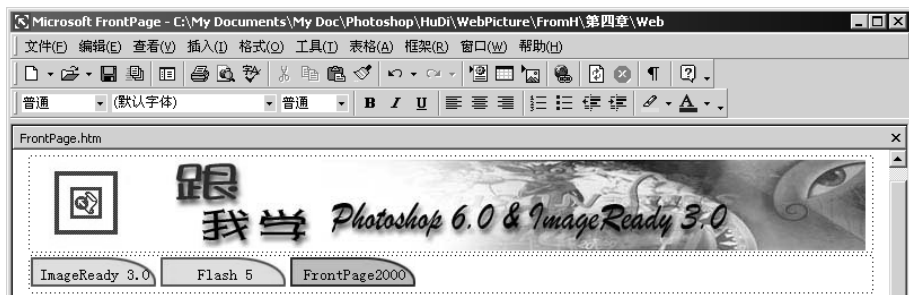 Microsoft FrontPage - C:\My Documents\My Doc\Photoshop\HuDi\WebPicture\FromH\第四章\Web
文件(F) 编辑(E) 查看(V) 插入(I) 格式(O) 工具(T) 表格(A) 框架(R) 窗口(W) 帮助(H)
普通 (默认字体) 普通 B I U A
FrontPage.htm
跟
我学 Photoshop 6.0 & ImageReady 3.0
ImageReady 3.0 Flash 5 FrontPage2000